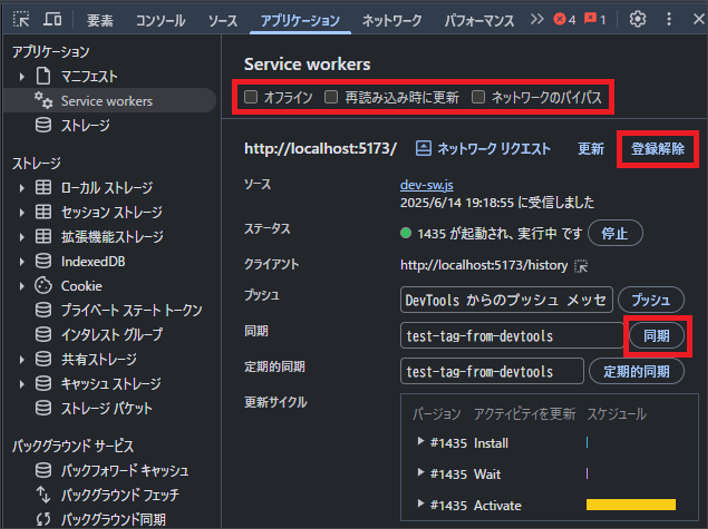 要素 コンソール ソース アプリケーション ネットワーク パフォーマンス 4 1
アプリケーション
マニフェスト
Service workers
ストレージ
ストレージ
ローカル ストレージ
セッション ストレージ
拡張機能ストレージ
IndexedDB
Cookie
プライベート ステート トークン
インタレスト グループ
共有ストレージ
キャッシュ ストレージ
ストレージ バケット
バックグラウンド サービス
バックフォワード キャッシュ
バックグラウンド フェッチ
バックグラウンド同期
Service workers
オフライン 再読み込み時に更新 ネットワークのバイパス
http://localhost:5173/ ネットワーク リクエスト 更新 登録解除
ソース dev-sw.js
2025/6/14 19:18:55 に受信しました
ステータス 1435 が起動され、実行中 です 停止
クライアント http://localhost:5173/history
プッシュ DevTools からのプッシュ メッセ プッシュ
同期 test-tag-from-devtools 同期
定期的同期 test-tag-from-devtools 定期的同期
更新サイクル
バージョン アクティビティを更新 スケジュール
#1435 Install
#1435 Wait
#1435 Activate